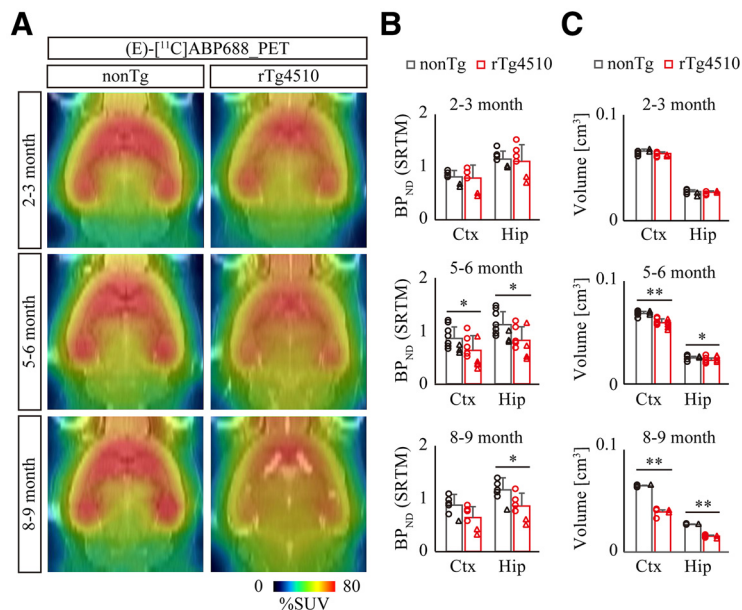 A
(E)-[¹¹C]ABP688_PET
nonTg rTg4510
2-3 month
5-6 month
8-9 month
0 80
%SUV
B
nonTg rTg4510
2-3 month
BPND (SRTM)
2
1
0
Ctx Hip
5-6 month
BPND (SRTM)
2
1
0
* *
Ctx Hip
8-9 month
BPND (SRTM)
2
1
0
*
Ctx Hip
C
nonTg rTg4510
2-3 month
Volume [cm³]
0.1
0
Ctx Hip
5-6 month
Volume [cm³]
0.1
0
** *
Ctx Hip
8-9 month
Volume [cm³]
0.1
0
** **
Ctx Hip